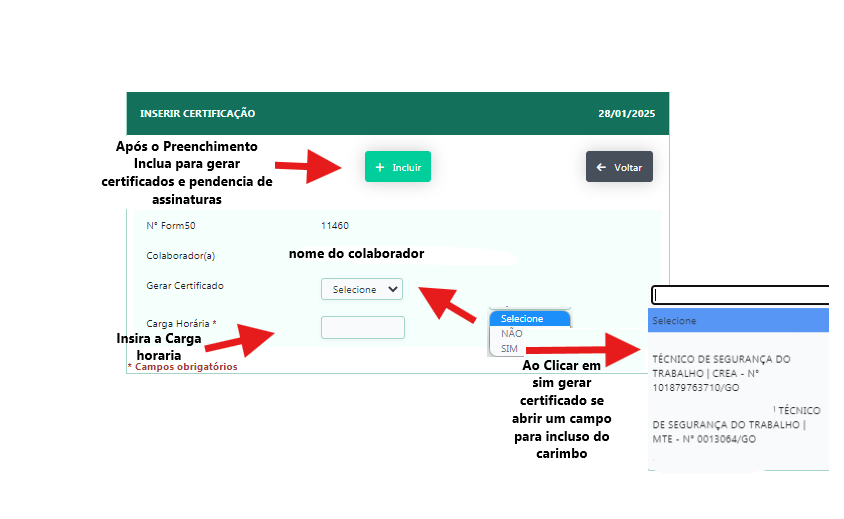 INSERIR CERTIFICAÇÃO
28/01/2025
Após o Preenchimento
Inclua para gerar
certificados e pendencia de
assinaturas
+ Incluir
← Voltar
N° Form50
11460
Colaborador(a)
nome do colaborador
Gerar Certificado
Selecione
Carga Horária *
Insira a Carga
horaria
* Campos obrigatórios
Selecione
NÃO
SIM
Ao Clicar em
sim gerar
certificado se
abrir um campo
para incluso do
carimbo
Selecione
TÉCNICO DE SEGURANÇA DO
TRABALHO | CREA - N°
101879763710/GO
TÉCNICO
DE SEGURANÇA DO TRABALHO |
MTE - N° 0013064/GO